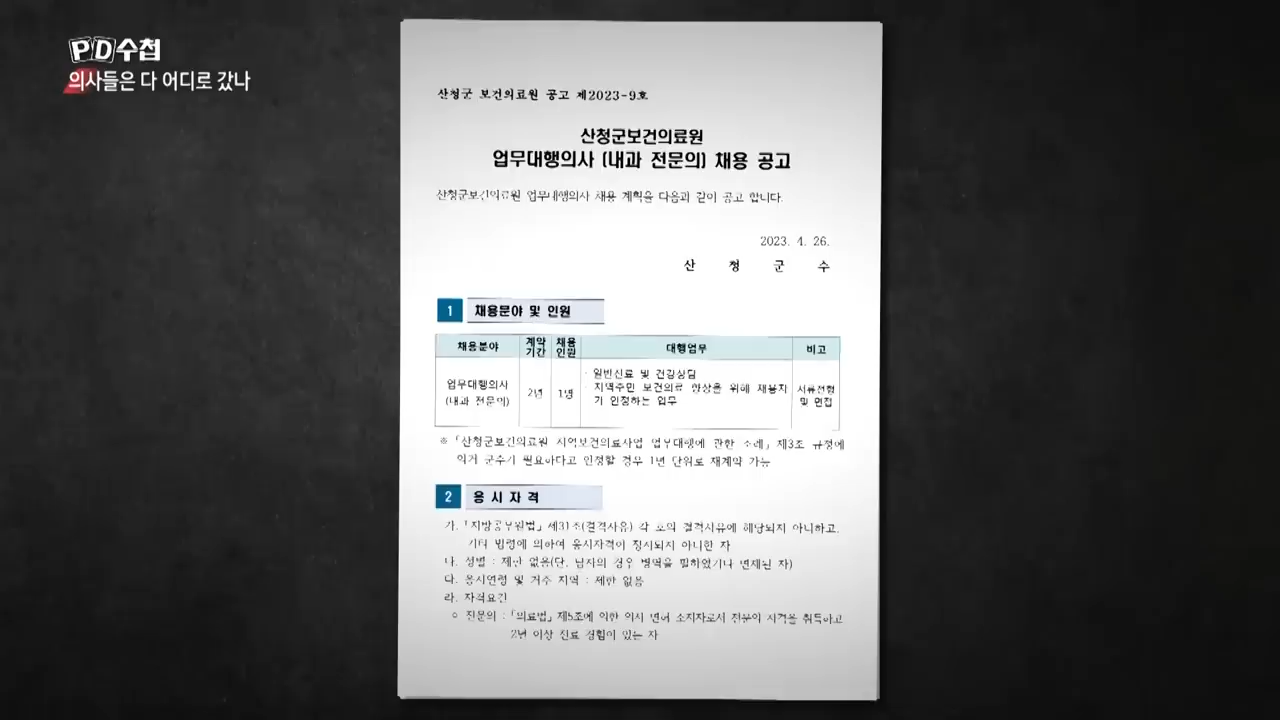 PD수첩
의사들은 다 어디로 갔나
산청군 보건의료원 공고 제2023-9호
산청군보건의료원
업무대행의사 (내과 전문의) 채용 공고
산청군보건의료원 업무대행의사 채용 계획을 다음과 같이 공고 합니다.
2023. 4. 26.
산 청 군 수
1 채용분야 및 인원
채용분야 계약기간 채용인원 대행업무 비고
업무대행의사 (내과 전문의) 2년 1명
· 일반진료 및 건강상담
· 지역주민 보건의료 향상을 위해 채용자
가 인정하는 업무
서류전형 및 면접
※ 「산청군보건의료원 지역보건의료사업 업무대행에 관한 조례」 제3조 규정에
의거 군수가 필요하다고 인정할 경우 1년 단위로 재계약 가능
2 응 시 자 격
가. 「지방공무원법」 제31조(결격사유) 각 호의 결격사유에 해당되지 아니하고,
기타 법령에 의하여 응시자격이 정지되지 아니한 자
나. 성별 : 제한 없음(단, 남자의 경우 병역을 필하였거나 면제된 자)
다. 응시연령 및 거주 지역 : 제한 없음
라. 자격요건
○ 전문의 : 「의료법」 제5조에 의한 의사 면허 소지자로서 전문의 자격을 취득하고
2년 이상 진료 경험이 있는 자